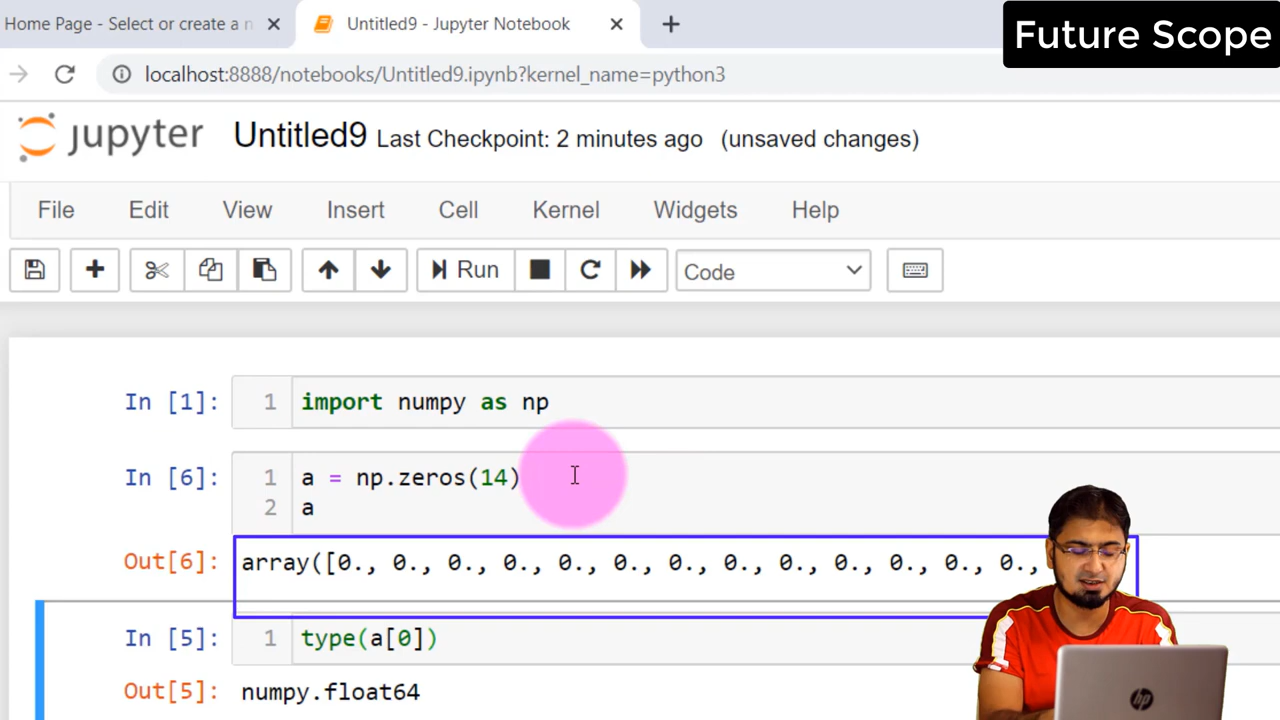 Home Page - Select or create a n
Untitled9 - Jupyter Notebook
Future Scope
localhost:8888/notebooks/Untitled9.ipynb?kernel_name=python3
jupyter Untitled9 Last Checkpoint: 2 minutes ago (unsaved changes)
File Edit View Insert Cell Kernel Widgets Help
Run Code
In [1]: 1 import numpy as np
In [6]: 1 a = np.zeros(14)
2 a
Out[6]: array([0., 0., 0., 0., 0., 0., 0., 0., 0., 0., 0., 0., 0.,
In [5]: 1 type(a[0])
Out[5]: numpy.float64
hp